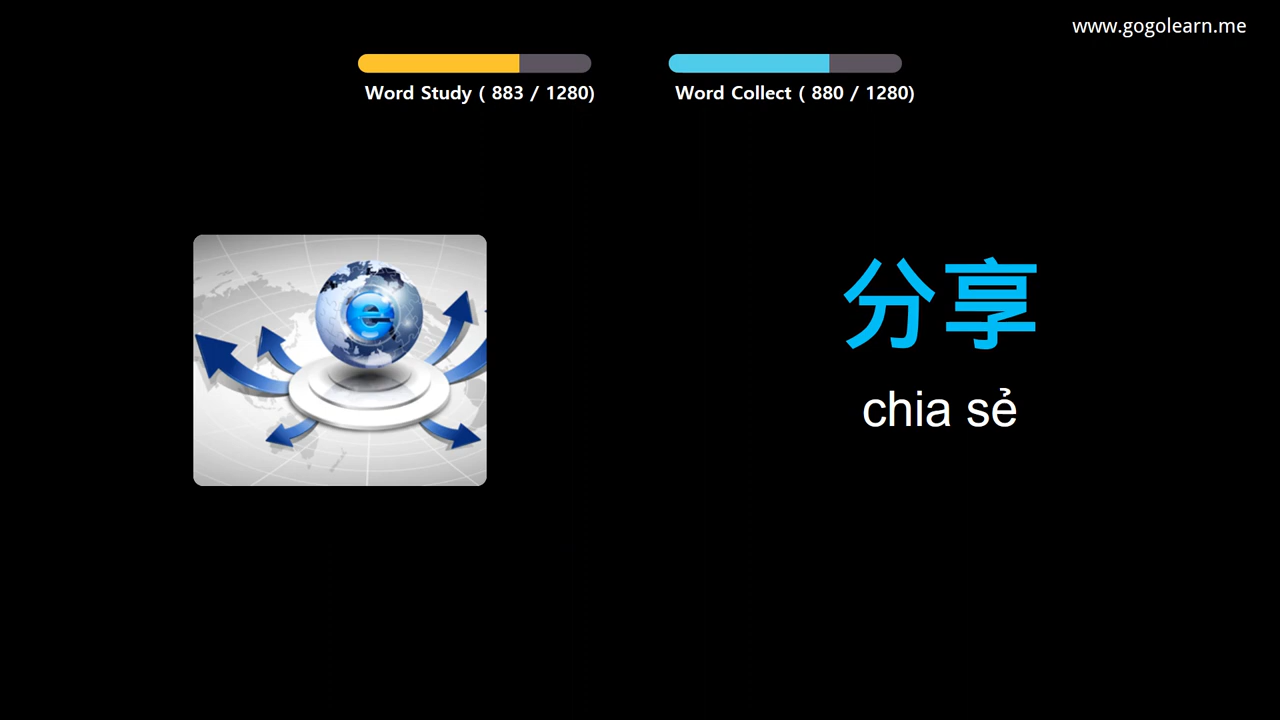 www.gogolearn.me
Word Study ( 883 / 1280)
Word Collect ( 880 / 1280)
e
分享
chia sẻ